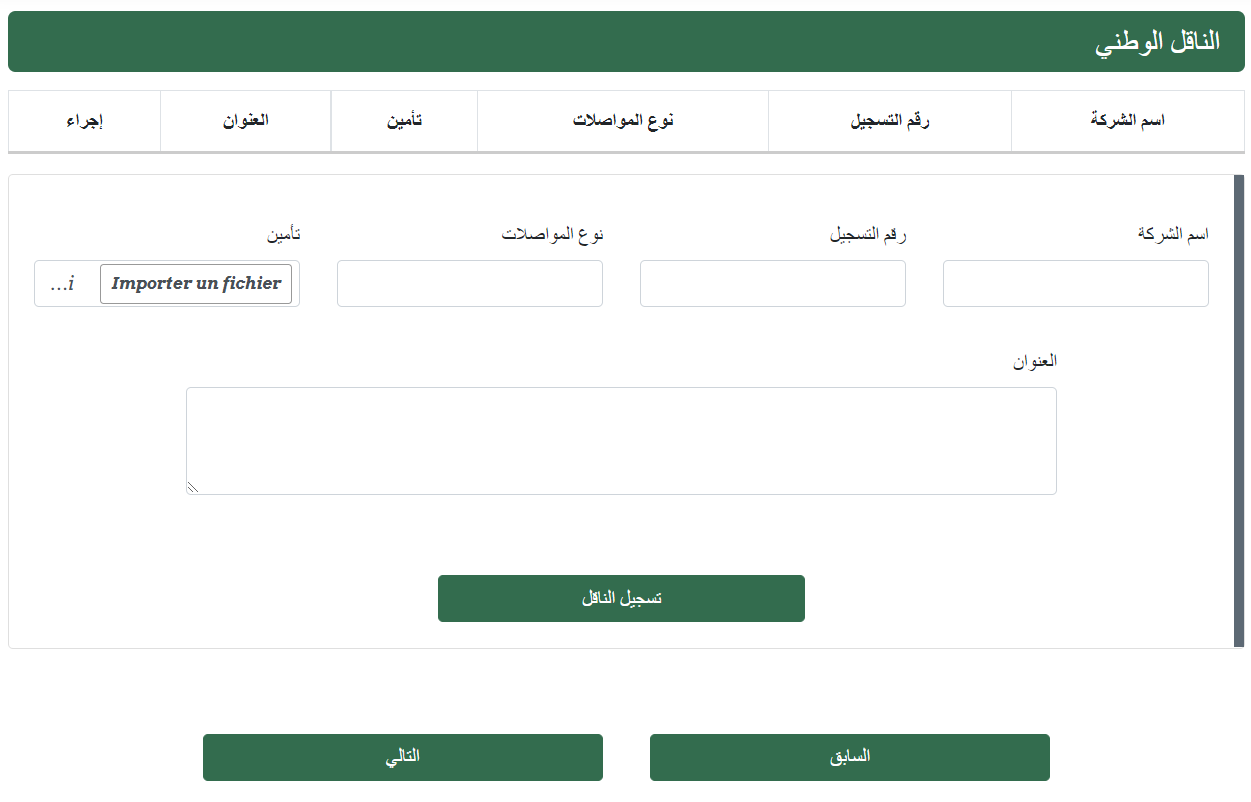 الناقل الوطني
اسم الشركة رقم التسجيل نوع المواصلات تأمين العنوان إجراء
اسم الشركة رقم التسجيل نوع المواصلات تأمين
Importer un fichier ...i
العنوان
تسجيل الناقل
السابق التالي